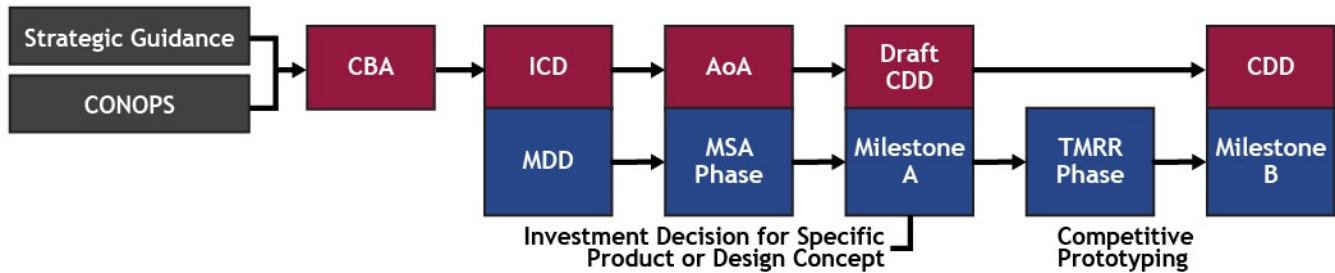 Strategic Guidance
CONOPS
CBA
ICD
AoA
Draft
CDD
CDD
MDD
MSA
Phase
Milestone
A
TMRR
Phase
Milestone
B
Investment Decision for Specific
Product or Design Concept
Competitive
Prototyping